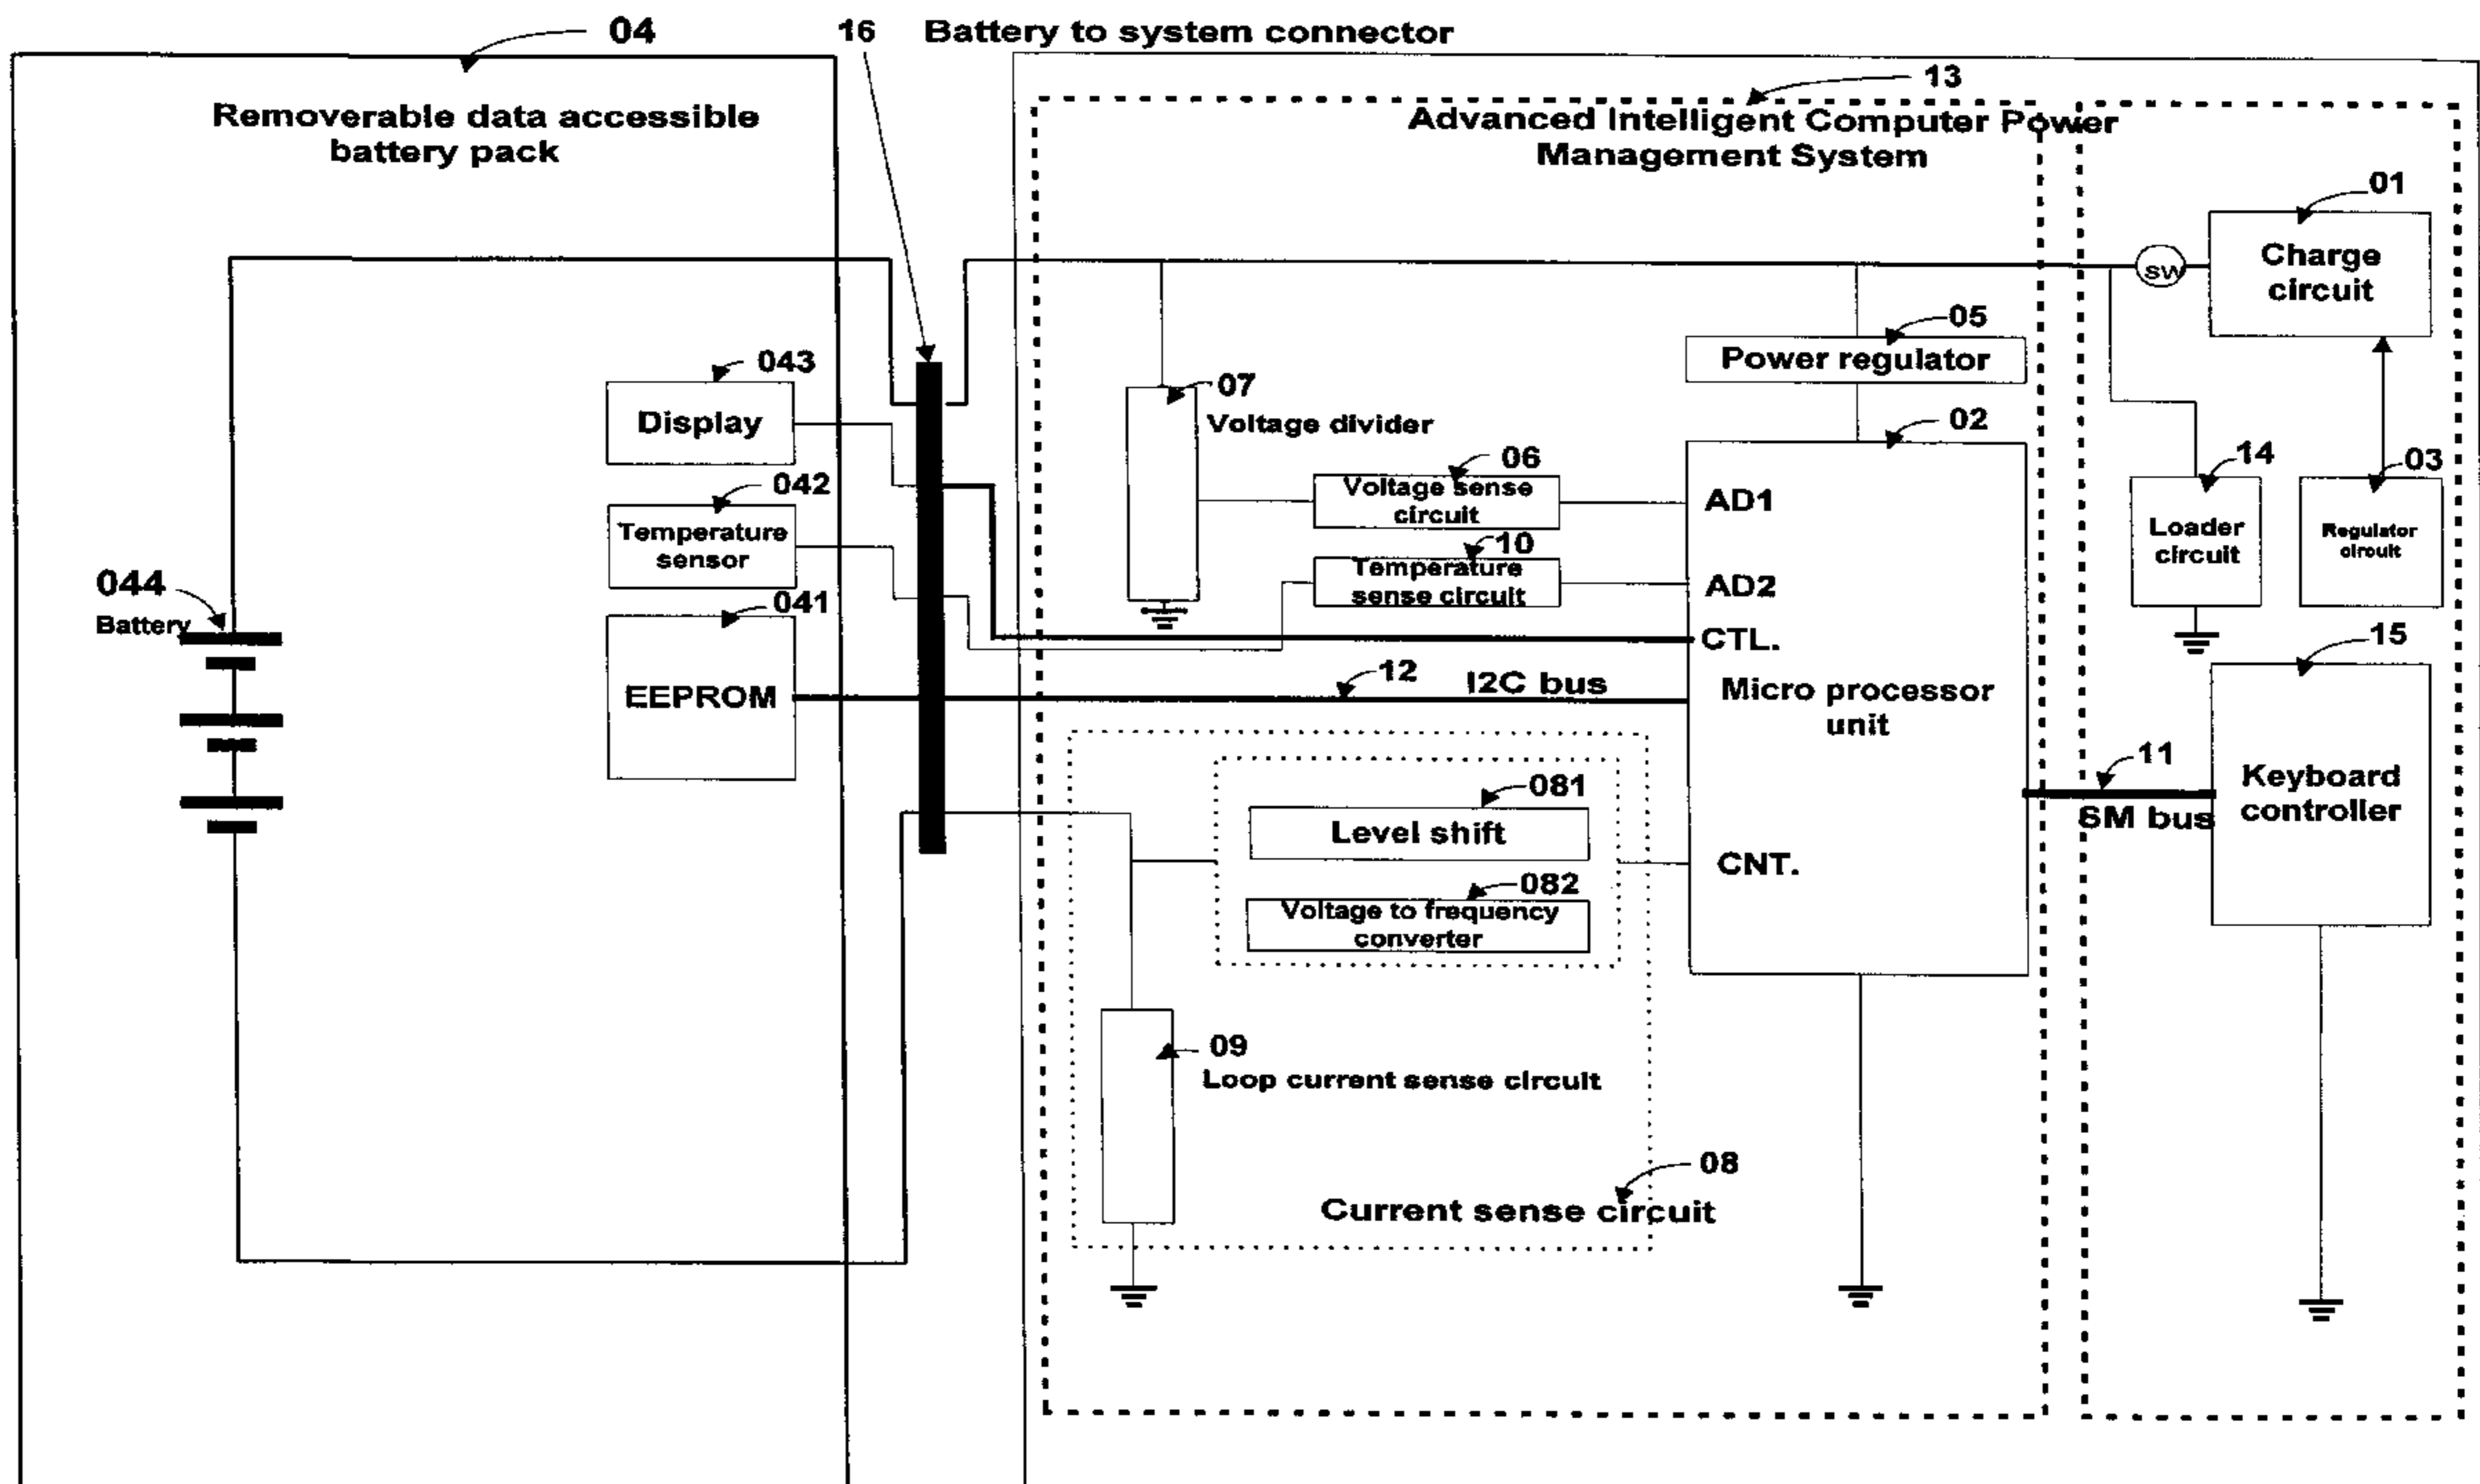 04
16
Battery to system connector
13
Removerable data accessible
battery pack
Advanced Intelligent Computer Power
Management System
01
Charge
circuit
SW
05
Power regulator
043
Display
07
Voltage divider
02
06
Voltage sense
circuit
AD1
14
Loader
circuit
03
Regulator
circuit
042
Temperature
sensor
10
Temperature
sense circuit
AD2
044
Battery
041
EEPROM
CTL.
12
I2C bus
Micro processor
unit
15
Keyboard
controller
11
SM bus
081
Level shift
CNT.
082
Voltage to frequency
converter
09
Loop current sense circuit
08
Current sense circuit